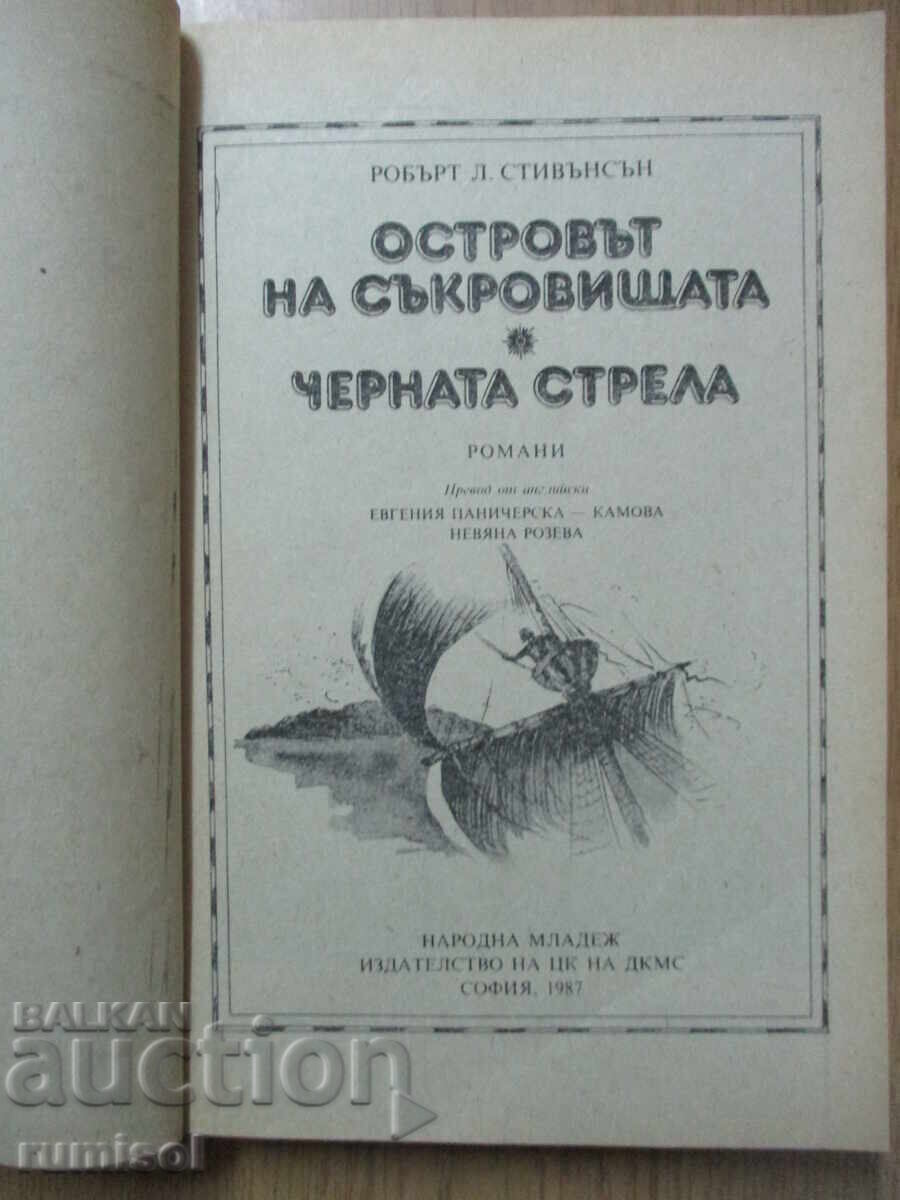 РОБЪРТ Л. СТИВЪНСЪН
ОСТРОВЪТ
НА СЪКРОВИЩАТА
ЧЕРНАТА СТРЕЛА
РОМАНИ
Превод от английски
ЕВГЕНИЯ ПАНИЧЕРСКА — КАМОВА
НЕВЯНА РОЗЕВА
НАРОДНА МЛАДЕЖ
ИЗДАТЕЛСТВО НА ЦК НА ДКМС
СОФИЯ, 1987
BALKAN
auction
rumisol